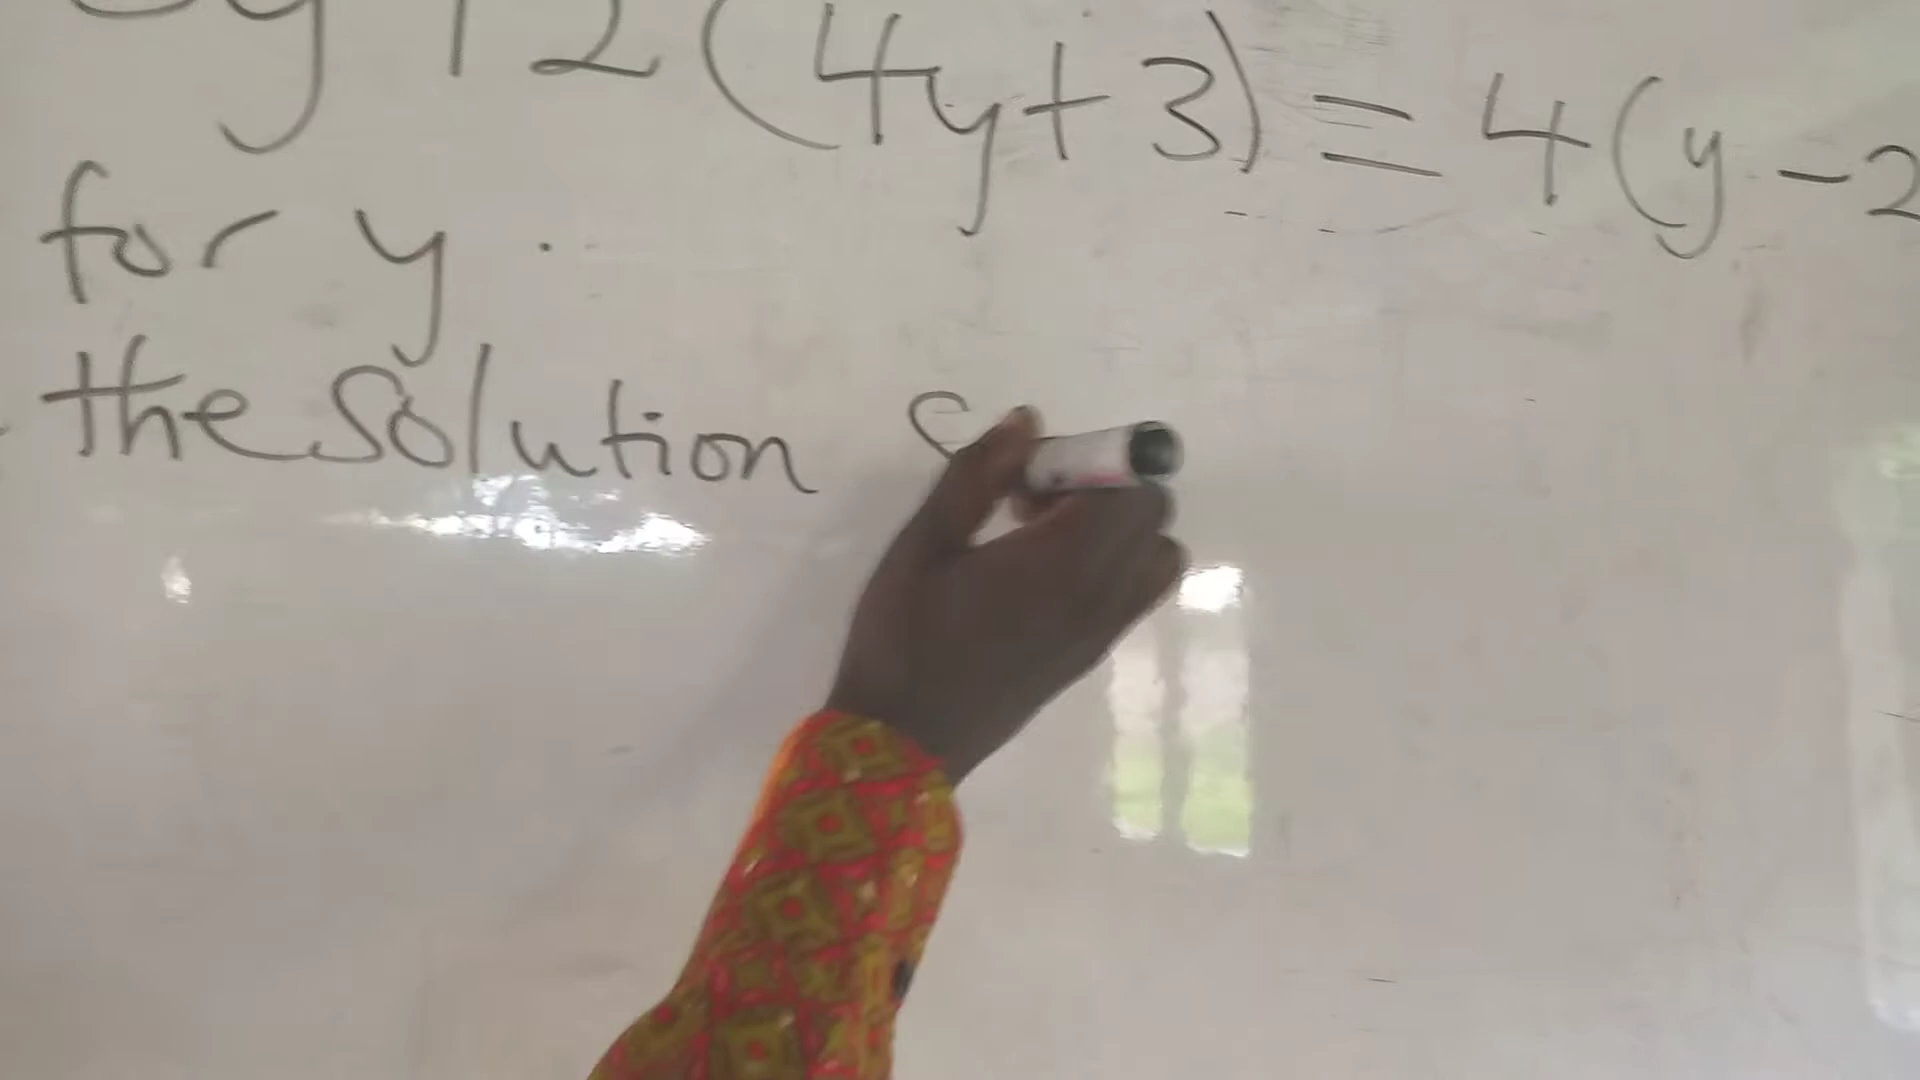 y + 2 (4y + 3) = 4 (y - 2
for y.
the solution s